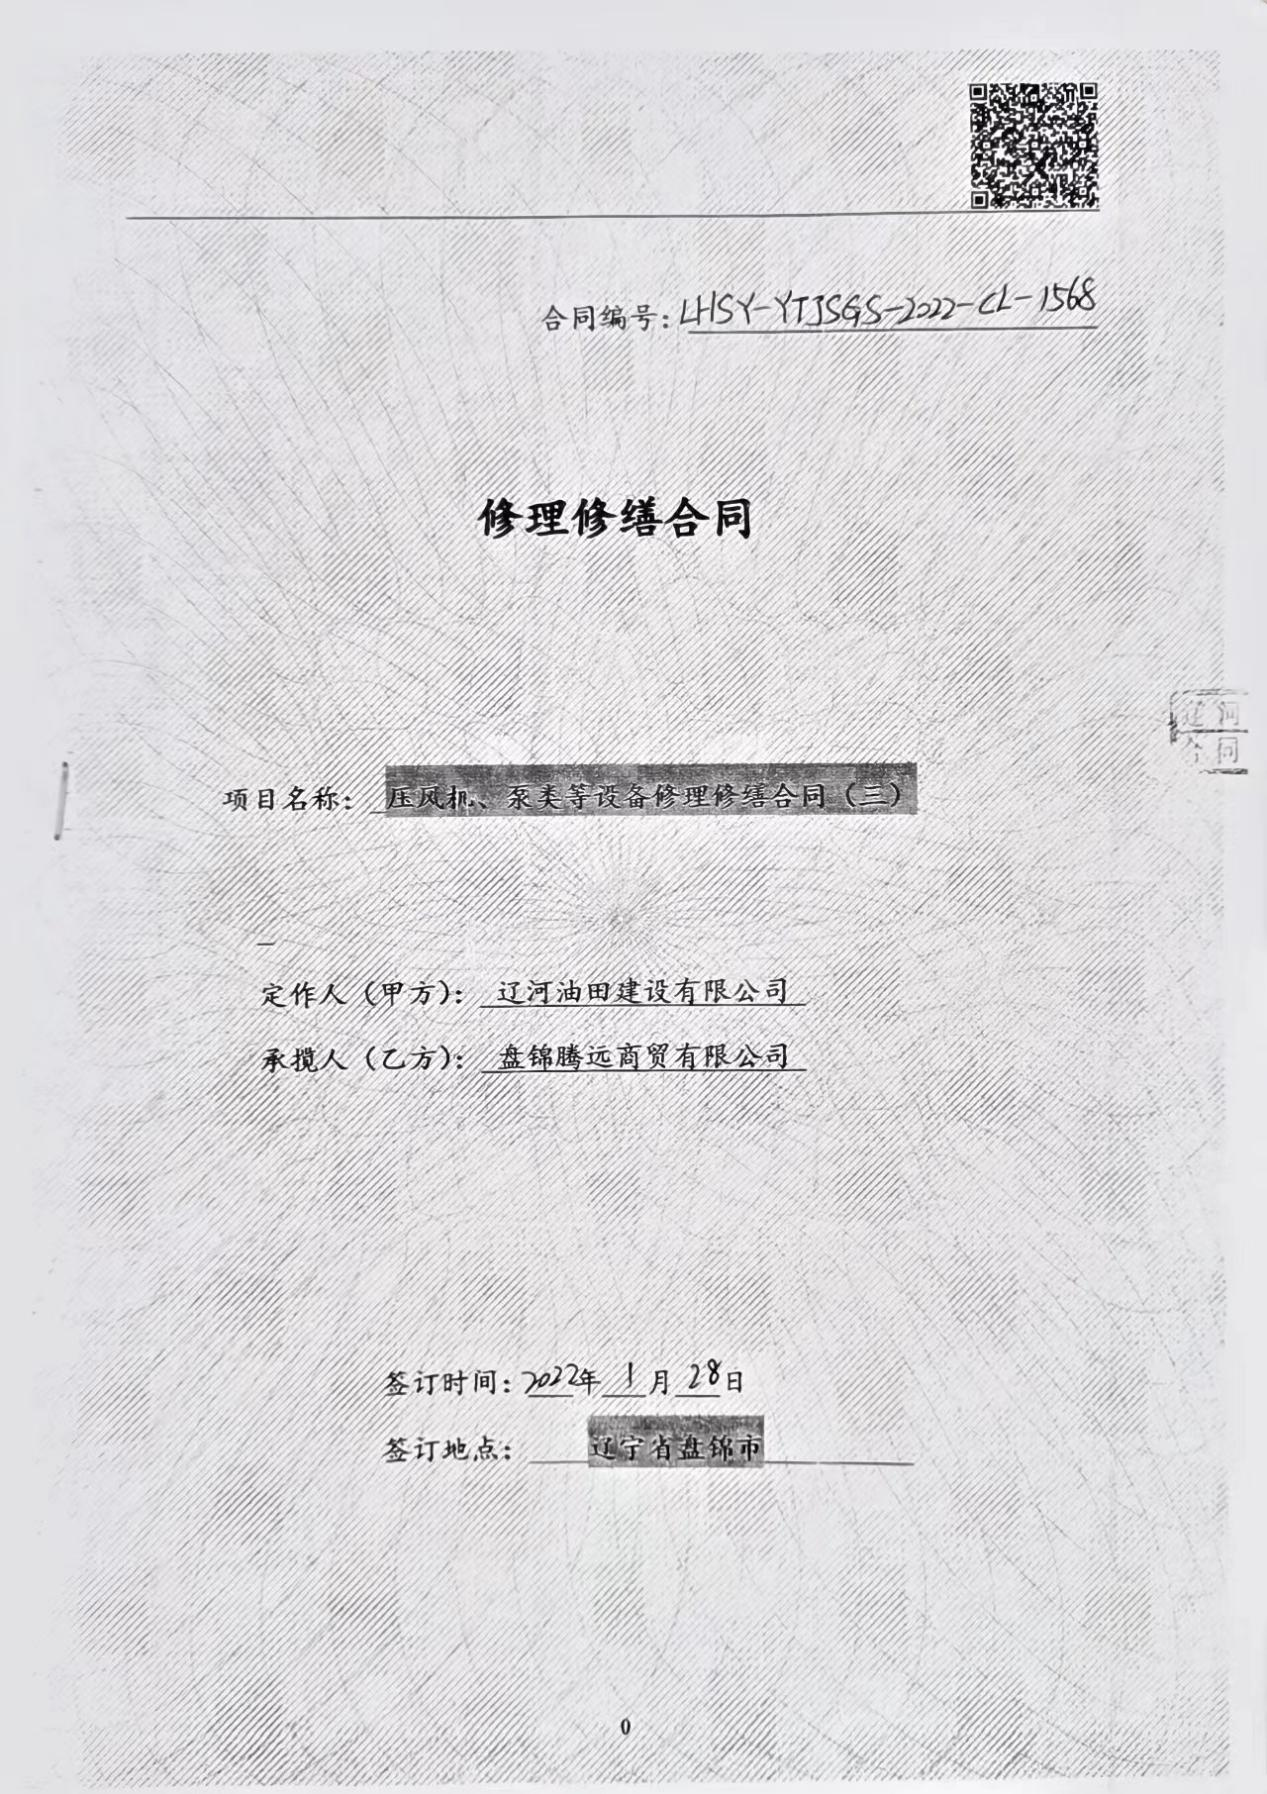 合同编号：LHSY-YTJSGS-2022-CL-1568
修理修缮合同
辽河
合同
项目名称：压风机、泵类等设备修理修缮合同（三）
定作人（甲方）：辽河油田建设有限公司
承揽人（乙方）：盘锦腾远商贸有限公司
签订时间：2022年1月28日
签订地点：辽宁省盘锦市
0